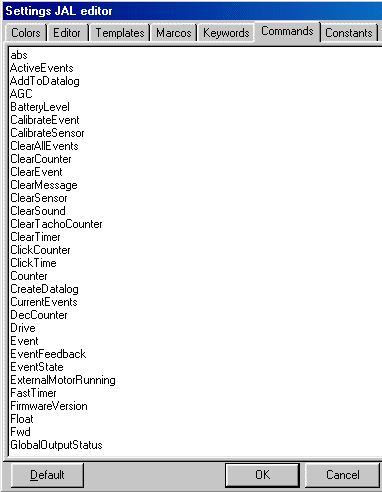 Settings JAL editor
Colors Editor Templates Marcos Keywords Commands Constants
abs
ActiveEvents
AddToDatalog
AGC
BatteryLevel
CalibrateEvent
CalibrateSensor
ClearAllEvents
ClearCounter
ClearEvent
ClearMessage
ClearSensor
ClearSound
ClearTachoCounter
ClearTimer
ClickCounter
ClickTime
Counter
CreateDatalog
CurrentEvents
DecCounter
Drive
Event
EventFeedback
EventState
ExternalMotorRunning
FastTimer
FirmwareVersion
Float
Fwd
GlobalOutputStatus
Default OK Cancel